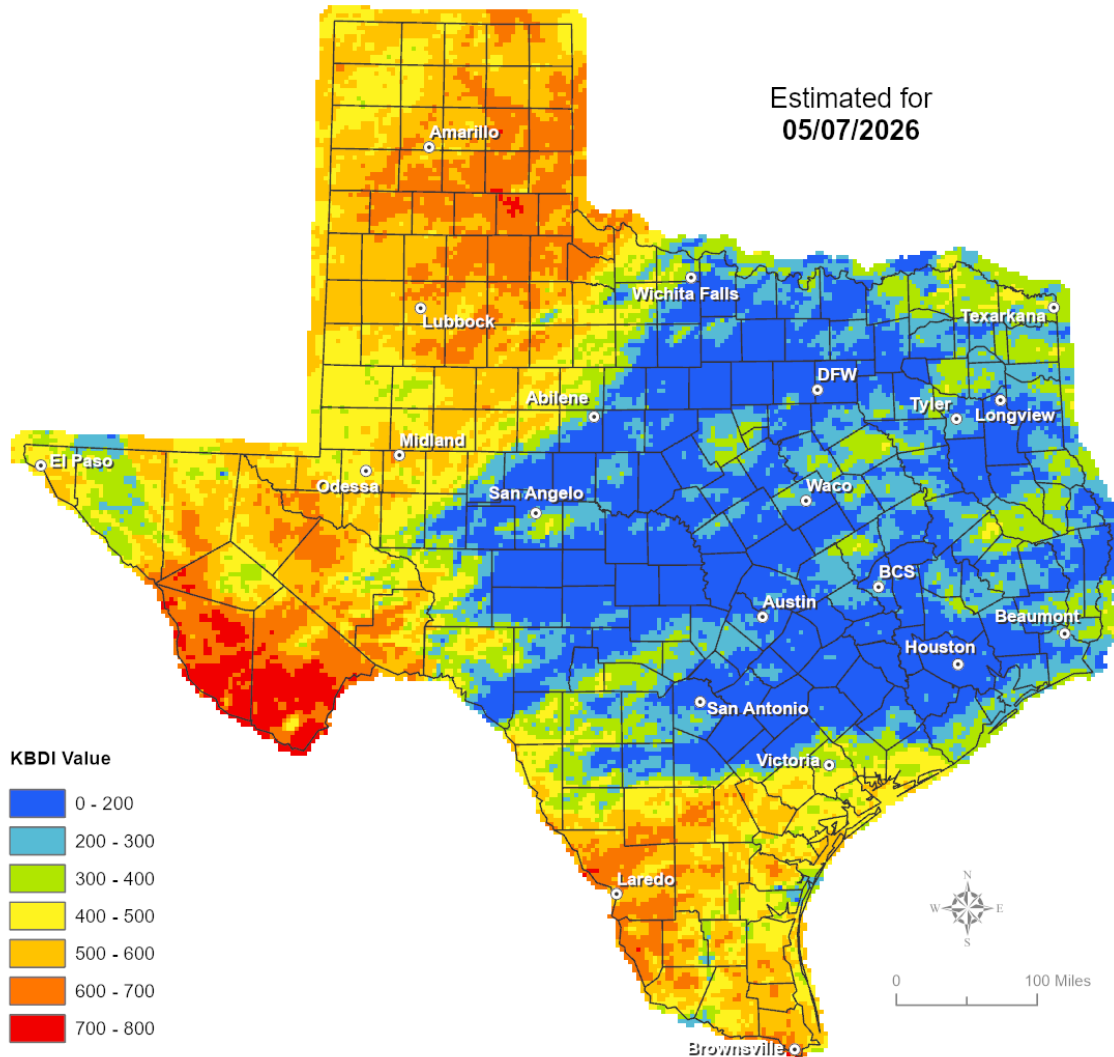 Estimated for
05/07/2026
Amarillo
Wichita Falls
Lubbock
Texarkana
DFW
Abilene
Tyler
Longview
Midland
El Paso
Odessa
San Angelo
Waco
BCS
Austin
Beaumont
Houston
San Antonio
Victoria
KBDI Value
0 - 200
200 - 300
300 - 400
400 - 500
500 - 600
600 - 700
700 - 800
Laredo
N
W E
S
0 100 Miles
Brownsville